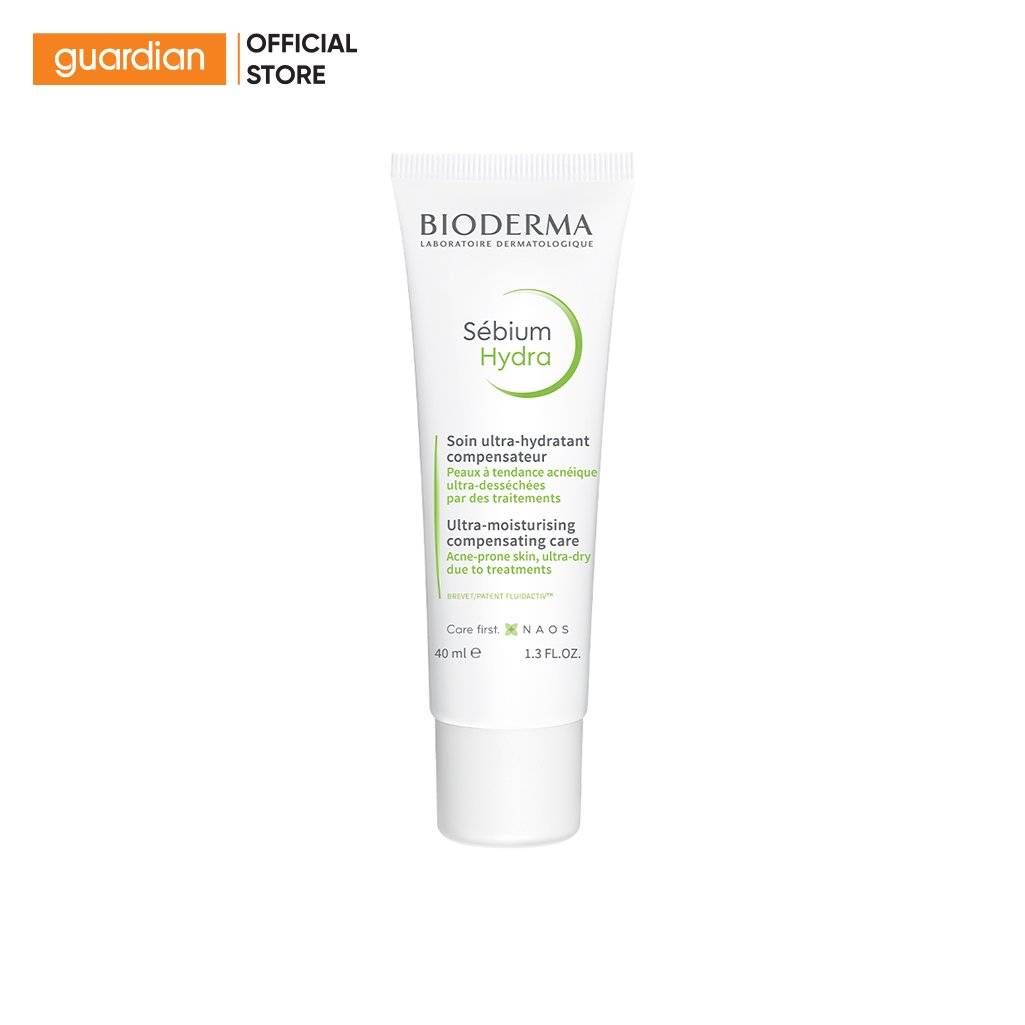 guardian
OFFICIAL
STORE
BIODERMA
LABORATOIRE DERMATOLOGIQUE
Sébium
Hydra
Soin ultra-hydratant
compensateur
Peaux à tendance acnéique
ultra-desséchées
par des traitements
Ultra-moisturising
compensating care
Acne-prone skin, ultra-dry
due to treatments
BREVET/PATENT FLUIDACTIV™
Care first. NAOS
40 ml ℮ 1.3 FL.OZ.